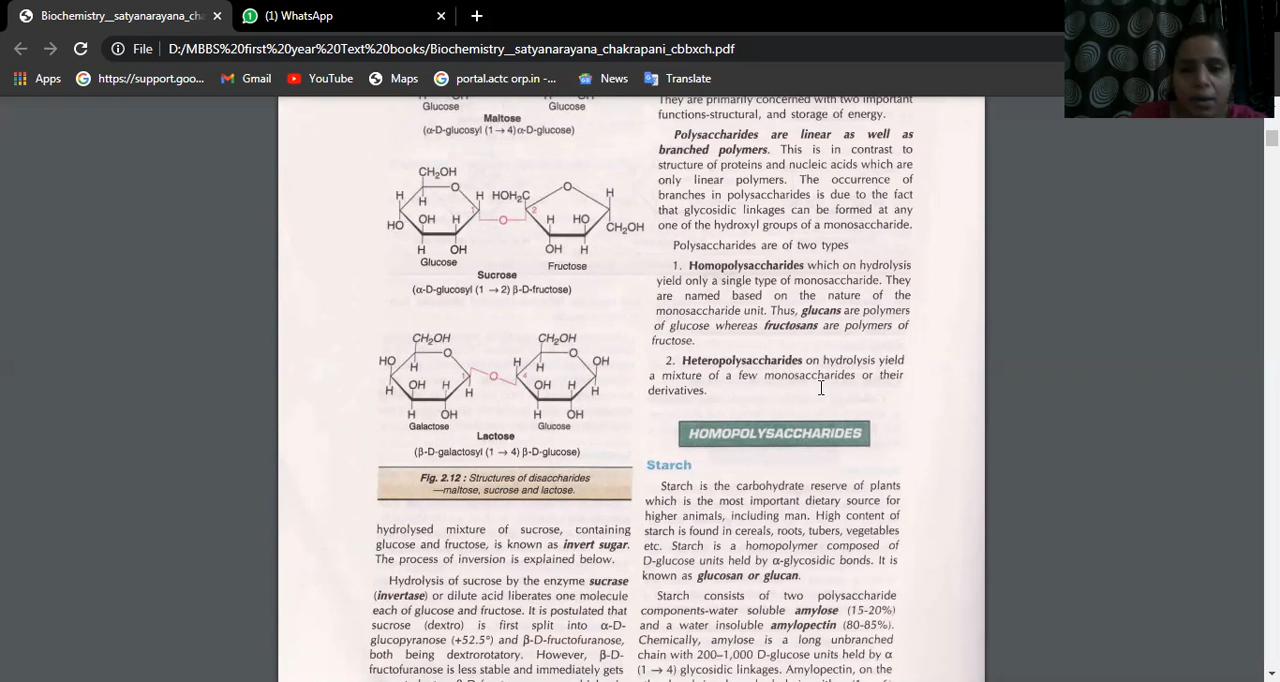 Biochemistry__satyanarayana_cha
(1) WhatsApp
File
D:/MBBS%20first%20year%20Text%20books/Biochemistry__satyanarayana_chakrapani_cbbxch.pdf
Apps
https://support.goo...
Gmail
YouTube
Maps
portal.actc orp.in -...
News
Translate
Glucose
Glucose
Maltose
(α-D-glucosyl (1 → 4) α-D-glucose)
CH₂OH
O
H
H
H
HOH₂C
O
H
1
2
HO
OH
H
O
H
HO
CH₂OH
H
OH
OH
H
Glucose
Fructose
Sucrose
(α-D-glucosyl (1 → 2) β-D-fructose)
CH₂OH
CH₂OH
HO
O
H
O
OH
H
H
1
O
4
H
OH
H
H
OH
H
H
H
OH
H
OH
Galactose
Glucose
Lactose
(β-D-galactosyl (1 → 4) β-D-glucose)
Fig. 2.12 : Structures of disaccharides
—maltose, sucrose and lactose.
hydrolysed mixture of sucrose, containing
glucose and fructose, is known as invert sugar.
The process of inversion is explained below.
Hydrolysis of sucrose by the enzyme sucrase
(invertase) or dilute acid liberates one molecule
each of glucose and fructose. It is postulated that
sucrose (dextro) is first split into α-D-
glucopyranose (+52.5°) and β-D-fructofuranose,
both being dextrorotatory. However, β-D-
fructofuranose is less stable and immediately gets
They are primarily concerned with two important
functions-structural, and storage of energy.
Polysaccharides are linear as well as
branched polymers. This is in contrast to
structure of proteins and nucleic acids which are
only linear polymers. The occurrence of
branches in polysaccharides is due to the fact
that glycosidic linkages can be formed at any
one of the hydroxyl groups of a monosaccharide.
Polysaccharides are of two types
1. Homopolysaccharides which on hydrolysis
yield only a single type of monosaccharide. They
are named based on the nature of the
monosaccharide unit. Thus, glucans are polymers
of glucose whereas fructosans are polymers of
fructose.
2. Heteropolysaccharides on hydrolysis yield
a mixture of a few monosaccharides or their
derivatives.
HOMOPOLYSACCHARIDES
Starch
Starch is the carbohydrate reserve of plants
which is the most important dietary source for
higher animals, including man. High content of
starch is found in cereals, roots, tubers, vegetables
etc. Starch is a homopolymer composed of
D-glucose units held by α-glycosidic bonds. It is
known as glucosan or glucan.
Starch consists of two polysaccharide
components-water soluble amylose (15-20%)
and a water insoluble amylopectin (80-85%).
Chemically, amylose is a long unbranched
chain with 200–1,000 D-glucose units held by α
(1 → 4) glycosidic linkages. Amylopectin, on the